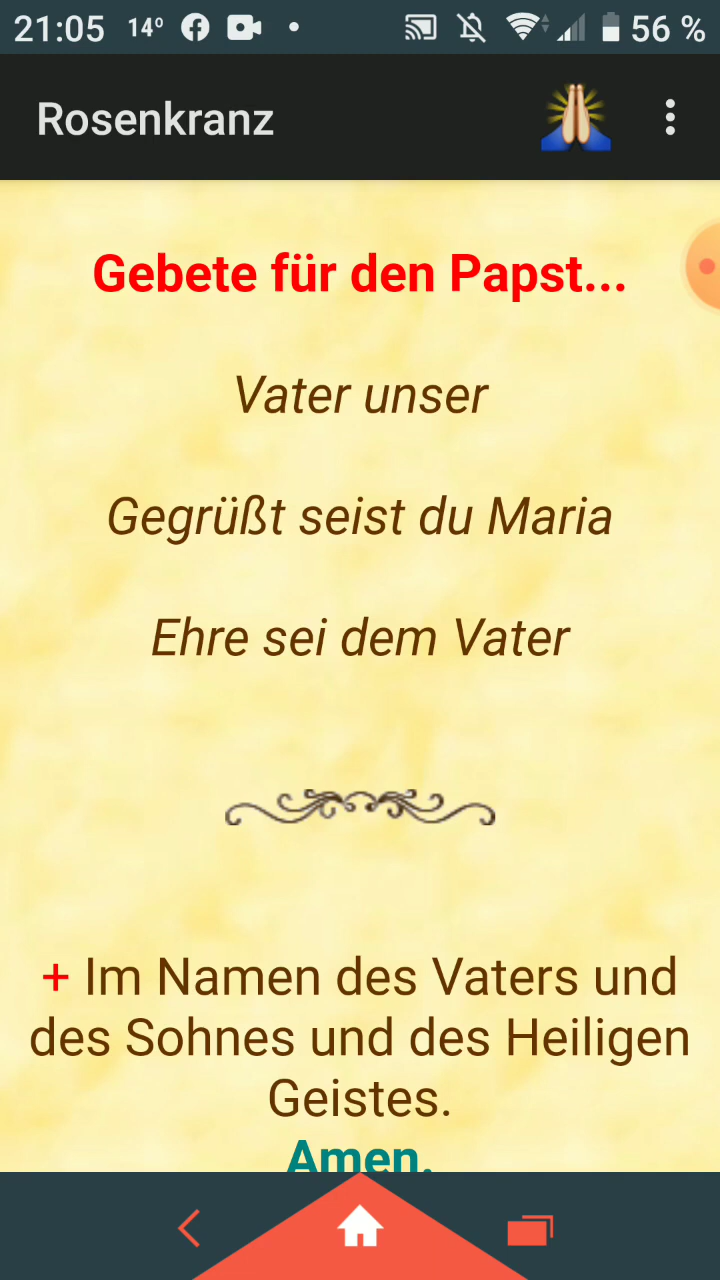 21:05 14° 56 %
Rosenkranz
Gebete für den Papst...
Vater unser
Gegrüßt seist du Maria
Ehre sei dem Vater
+ Im Namen des Vaters und
des Sohnes und des Heiligen
Geistes.
Amen.